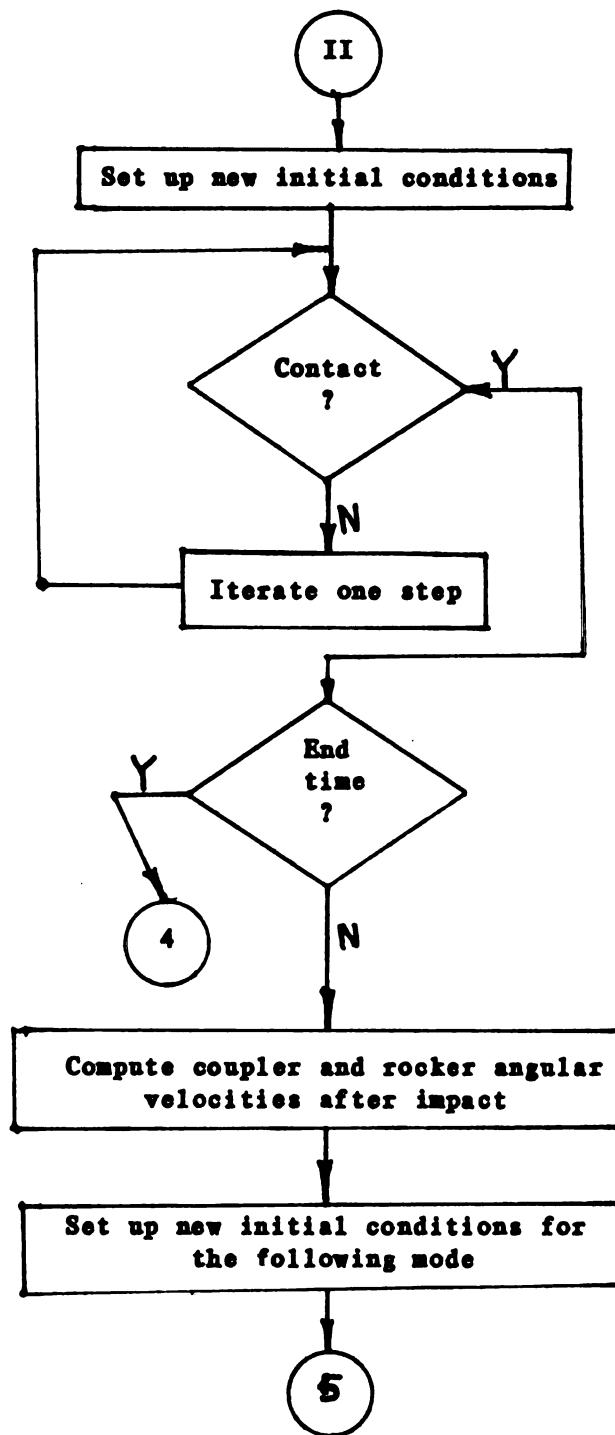 II
Set up new initial conditions
Contact
?
Y
N
Iterate one step
End
time
?
Y
4
N
Compute coupler and rocker angular
velocities after impact
Set up new initial conditions for
the following mode
5